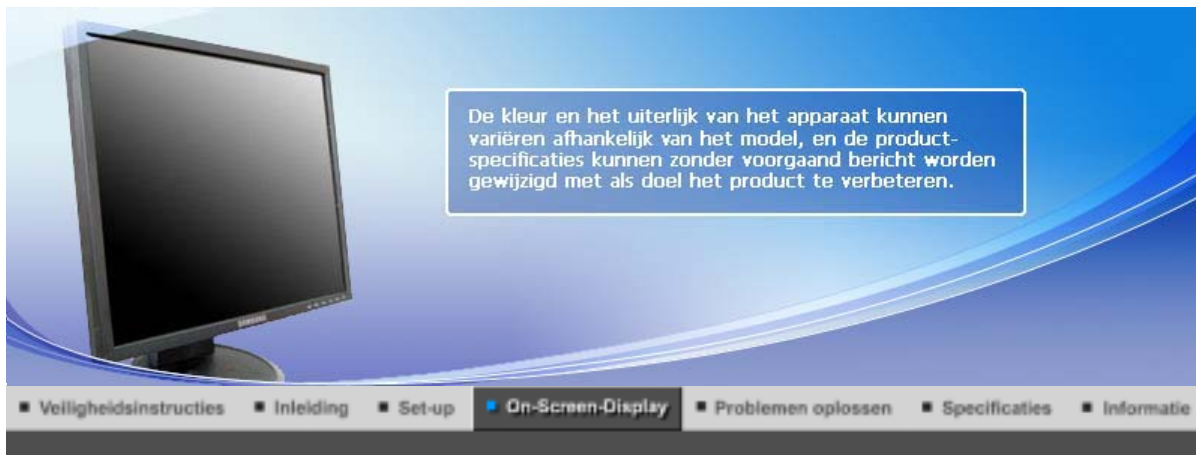 De kleur en het uiterlijk van het apparaat kunnen
variëren afhankelijk van het model, en de product-
specificaties kunnen zonder voorgaand bericht worden
gewijzigd met als doel het product te verbeteren.
SAMSUNG
Veiligheidsinstructies Inleiding Set-up On-Screen-Display Problemen oplossen Specificaties Informatie